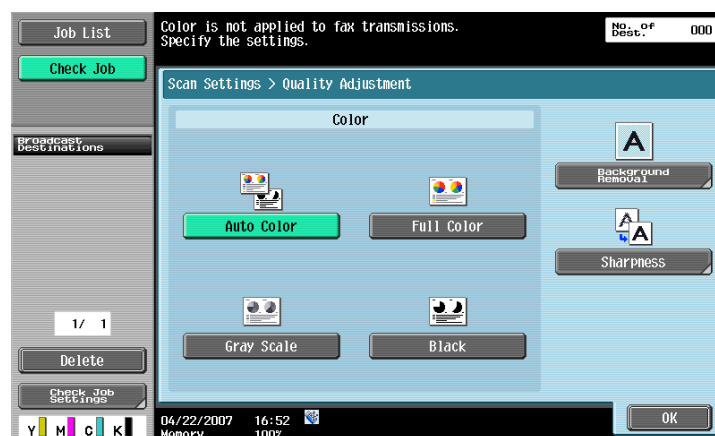 Job List
Check Job
Broadcast
Destinations
1/ 1
Delete
Check Job
Settings
Y M C K
Color is not applied to fax transmissions.
Specify the settings.
No. of
Dest.
000
Scan Settings > Quality Adjustment
Color
Auto Color
Full Color
Gray Scale
Black
A
Background
Removal
A
A
Sharpness
OK
04/22/2007 16:52
Memory 100%